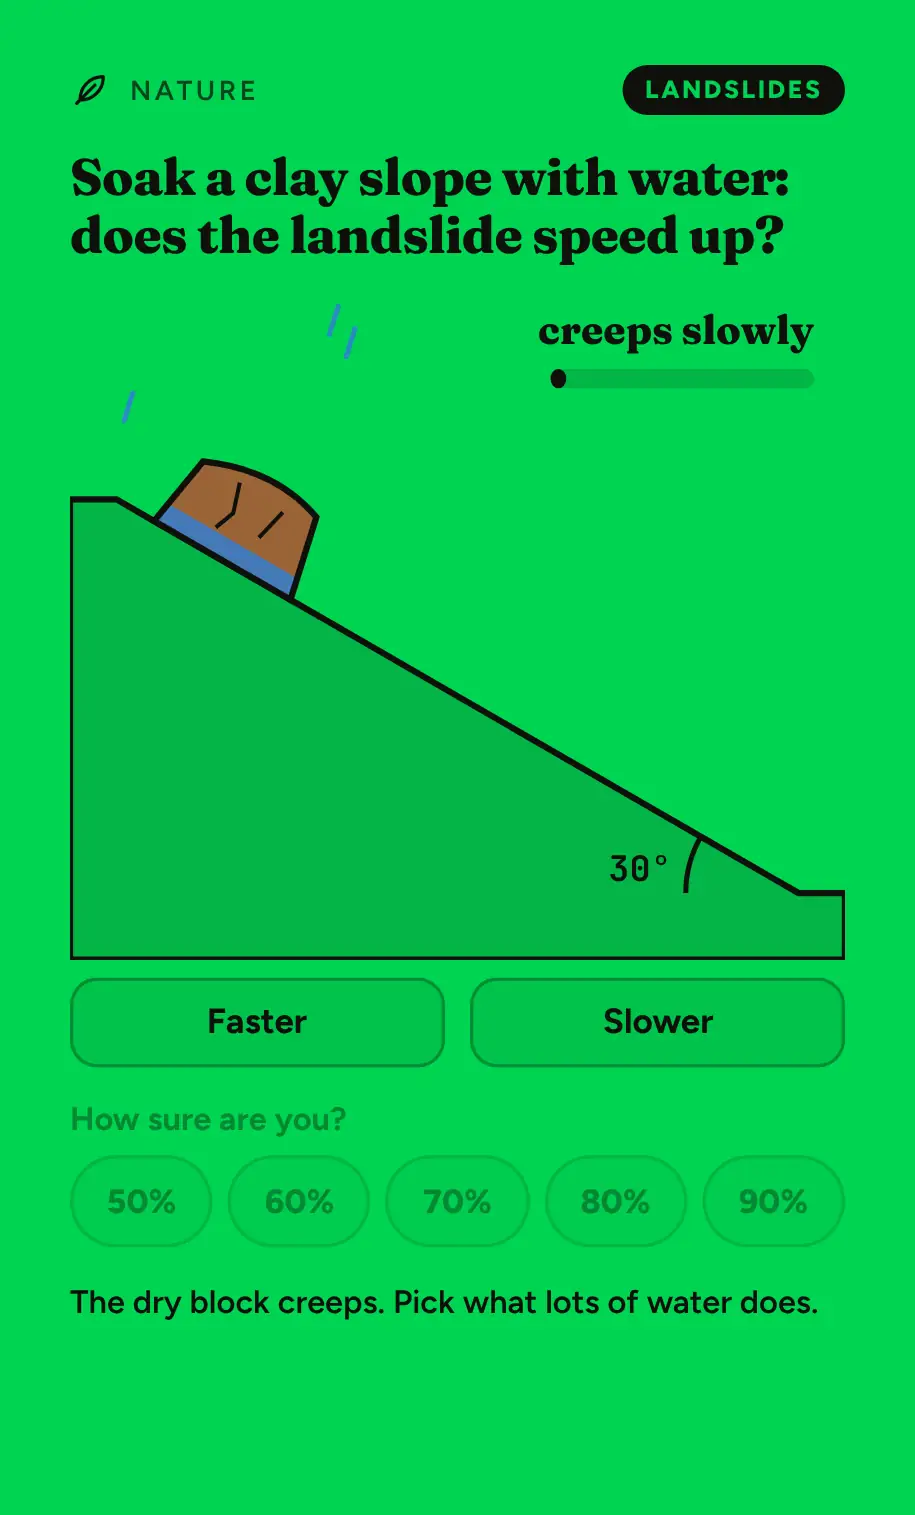 NATURE
LANDSLIDES
Soak a clay slope with water:
does the landslide speed up?
creeps slowly
30°
Faster
Slower
How sure are you?
50%
60%
70%
80%
90%
The dry block creeps. Pick what lots of water does.